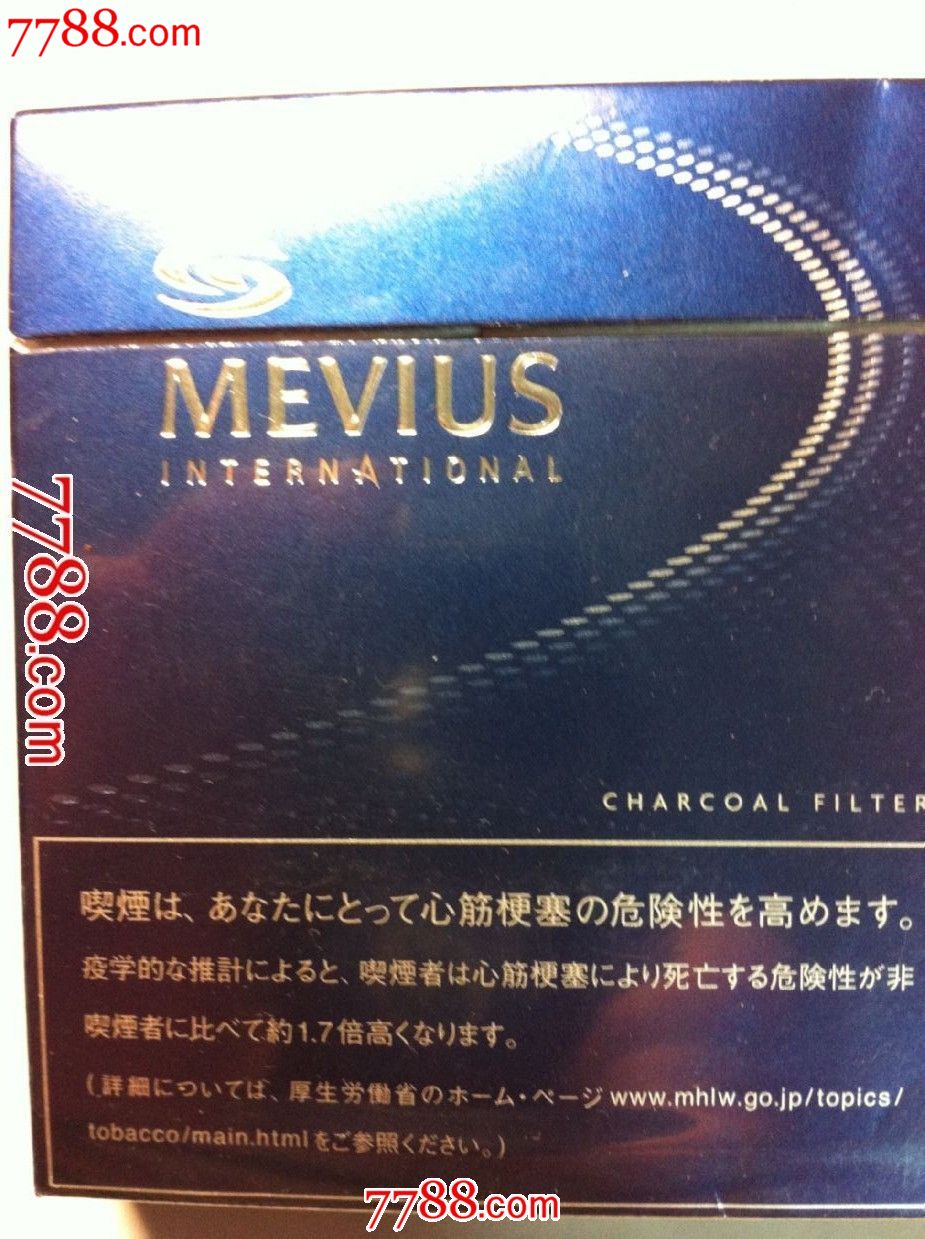 7788.com
MEVIUS
INTERNATIONAL
7788.com
CHARCOAL FILTER
喫煙は、あなたにとって心筋梗塞の危険性を高めます。
疫学的な推計によると、喫煙者は心筋梗塞により死亡する危険性が非
喫煙者に比べて約1.7倍高くなります。
(詳細については、厚生労働省のホーム・ページwww.mhlw.go.jp/topics/
tobacco/main.htmlをご参照ください。)
7788.com